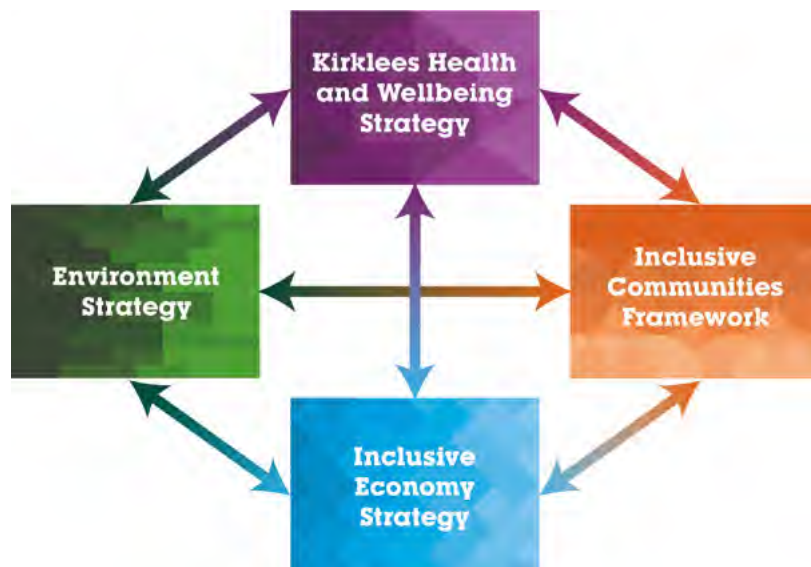 Kirklees Health
and Wellbeing
Strategy
Environment
Strategy
Inclusive
Communities
Framework
Inclusive
Economy
Strategy